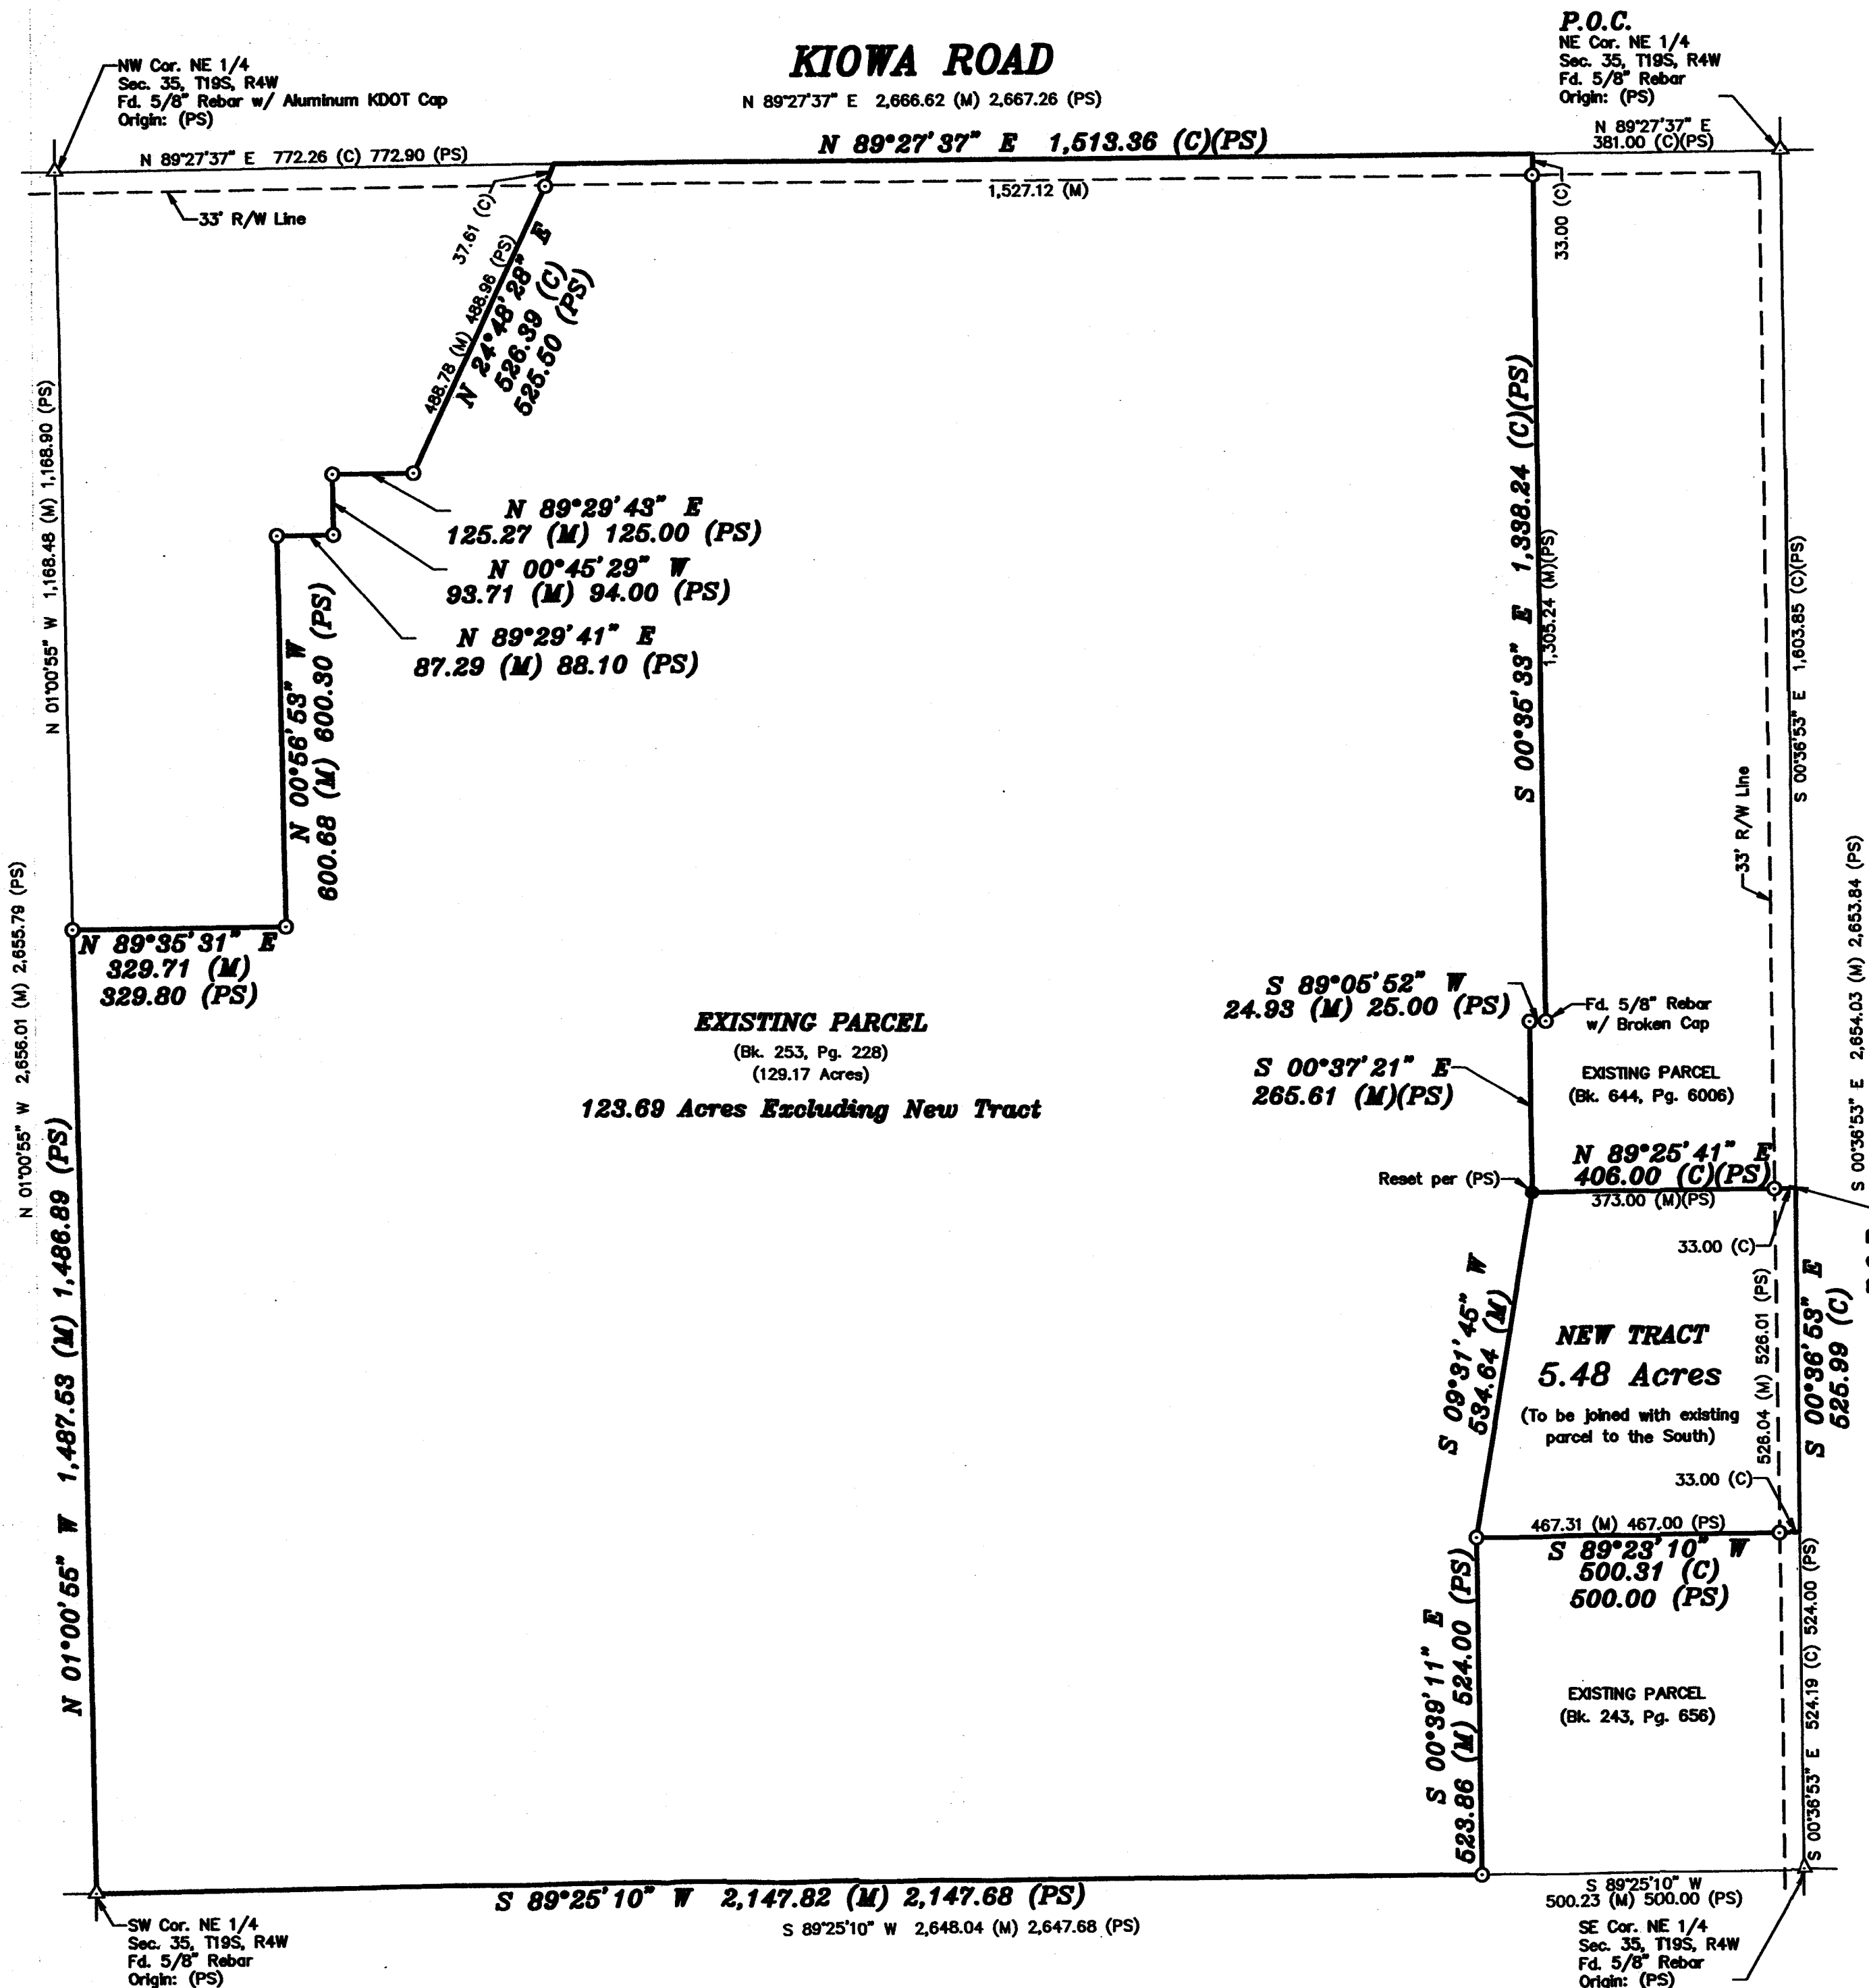 KIOWA ROAD
N 89°27'37" E 2,666.62 (M) 2,667.26 (PS)
NW Cor. NE 1/4
Sec. 35, T19S, R4W
Fd. 5/8" Rebar w/ Aluminum KDOT Cap
Origin: (PS)
P.O.C.
NE Cor. NE 1/4
Sec. 35, T19S, R4W
Fd. 5/8" Rebar
Origin: (PS)
N 89°27'37" E 772.26 (C) 772.90 (PS)
N 89°27'37" E 1,513.36 (C)(PS)
N 89°27'37" E
381.00 (C)(PS)
1,527.12 (M)
33' R/W Line
37.61 (C)
33.00 (C)
488.78 (M) 488.96 (PS)
N 24°48'28" E
526.39 (C)
525.50 (PS)
N 01°00'55" W 1,168.48 (M) 1,168.90 (PS)
N 89°29'43" E
125.27 (M) 125.00 (PS)
N 00°45'29" W
93.71 (M) 94.00 (PS)
N 89°29'41" E
87.29 (M) 88.10 (PS)
N 00°56'53" W
600.68 (M) 600.30 (PS)
S 00°35'33" E 1,338.24 (C)(PS)
1,305.24 (M)(PS)
S 00°36'53" E 1,603.85 (C)(PS)
33' R/W Line
N 01°00'55" W 2,656.01 (M) 2,655.79 (PS)
S 00°36'53" E 2,654.03 (M) 2,653.84 (PS)
N 89°35'31" E
329.71 (M)
329.80 (PS)
EXISTING PARCEL
(Bk. 253, Pg. 228)
(129.17 Acres)
123.69 Acres Excluding New Tract
S 89°05'52" W
24.93 (M) 25.00 (PS)
Fd. 5/8" Rebar
w/ Broken Cap
S 00°37'21" E
265.61 (M)(PS)
EXISTING PARCEL
(Bk. 644, Pg. 6006)
N 89°25'41" E
406.00 (C)(PS)
Reset per (PS)
373.00 (M)(PS)
33.00 (C)
N 01°00'55" W 1,487.53 (M) 1,486.89 (PS)
S 09°31'45" W
534.64 (M)
NEW TRACT
5.48 Acres
(To be joined with existing
parcel to the South)
526.04 (M) 526.01 (PS)
S 00°36'53" E
525.99 (C)
33.00 (C)
467.31 (M) 467.00 (PS)
S 89°23'10" W
500.31 (C)
500.00 (PS)
S 00°39'11" E
523.86 (M) 524.00 (PS)
EXISTING PARCEL
(Bk. 243, Pg. 656)
S 00°36'53" E 524.19 (C) 524.00 (PS)
S 89°25'10" W 2,147.82 (M) 2,147.68 (PS)
S 89°25'10" W 2,648.04 (M) 2,647.68 (PS)
S 89°25'10" W
500.23 (M) 500.00 (PS)
SW Cor. NE 1/4
Sec. 35, T19S, R4W
Fd. 5/8" Rebar
Origin: (PS)
SE Cor. NE 1/4
Sec. 35, T19S, R4W
Fd. 5/8" Rebar
Origin: (PS)